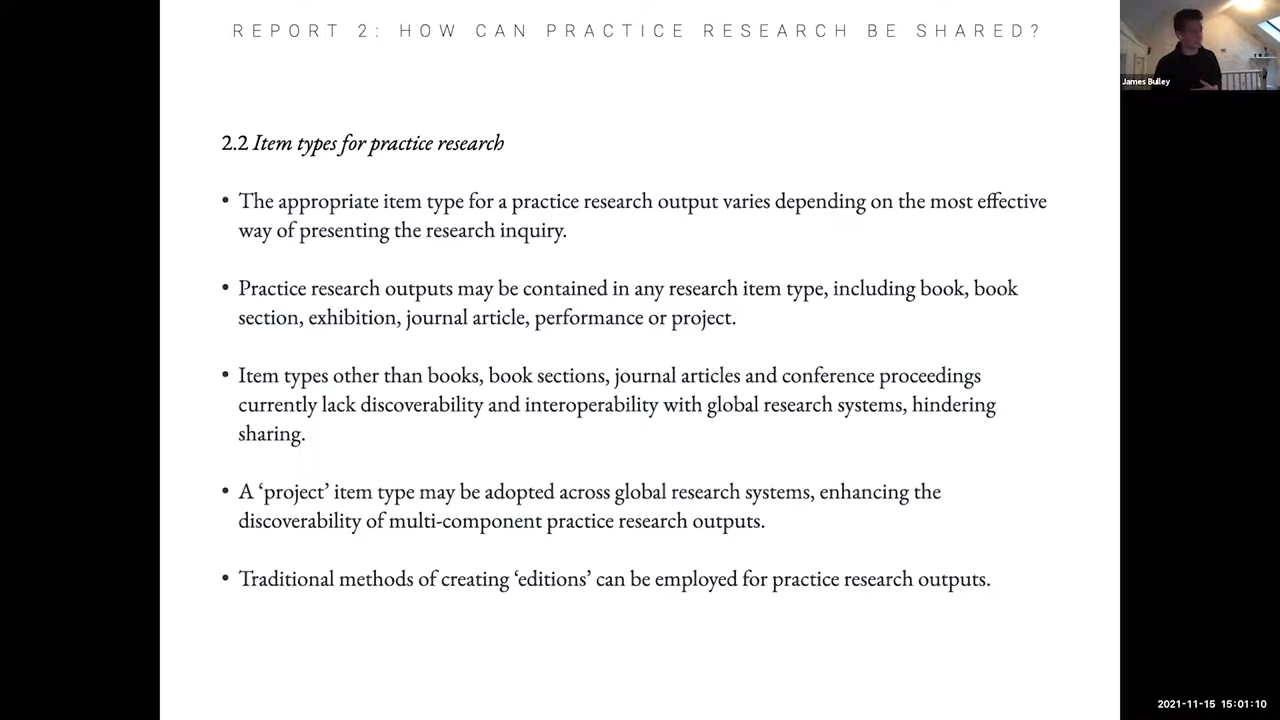 REPORT 2: HOW CAN PRACTICE RESEARCH BE SHARED?
James Bulley
2.2 Item types for practice research
• The appropriate item type for a practice research output varies depending on the most effective
way of presenting the research inquiry.
• Practice research outputs may be contained in any research item type, including book, book
section, exhibition, journal article, performance or project.
• Item types other than books, book sections, journal articles and conference proceedings
currently lack discoverability and interoperability with global research systems, hindering
sharing.
• A ‘project’ item type may be adopted across global research systems, enhancing the
discoverability of multi-component practice research outputs.
• Traditional methods of creating ‘editions’ can be employed for practice research outputs.
2021-11-15 15:01:10